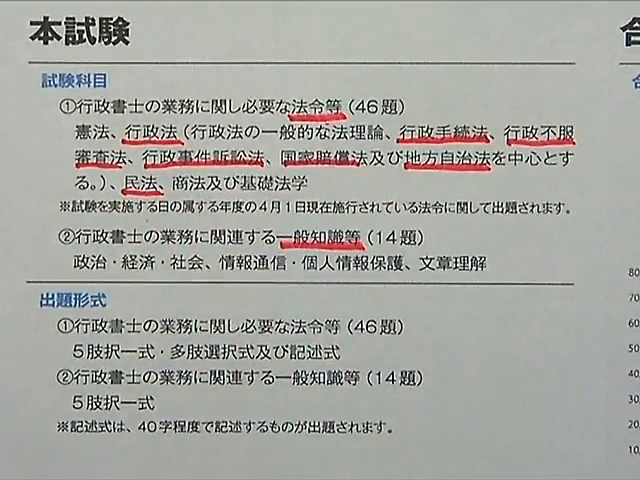 本試験
試験科目
①行政書士の業務に関し必要な法令等（46題）
憲法、行政法（行政法の一般的な法理論、行政手続法、行政不服
審査法、行政事件訴訟法、国家賠償法及び地方自治法を中心とす
る。）、民法、商法及び基礎法学
※試験を実施する日の属する年度の4月1日現在施行されている法令に関して出題されます。
②行政書士の業務に関連する一般知識等（14題）
政治・経済・社会、情報通信・個人情報保護、文章理解
出題形式
①行政書士の業務に関し必要な法令等（46題）
5肢択一式・多肢選択式及び記述式
②行政書士の業務に関連する一般知識等（14題）
5肢択一式
※記述式は、40字程度で記述するものが出題されます。
合
合
80
70
60
50
40,
30,
20,
10,